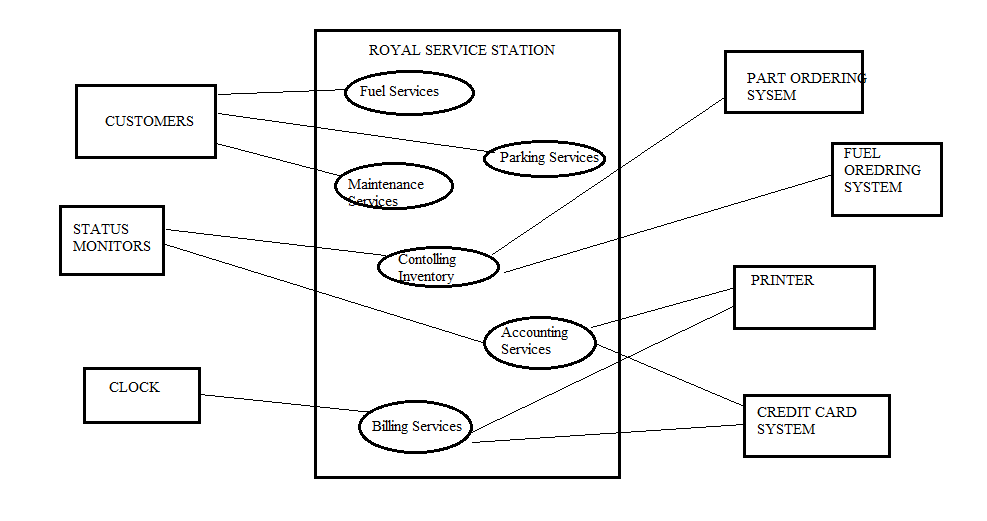 ROYAL SERVICE STATION
CUSTOMERS
Fuel Services
PART ORDERING
SYSEM
Parking Services
FUEL
OREDRING
SYSTEM
Maintenance
Services
STATUS
MONITORS
Contolling
Inventory
PRINTER
Accounting
Services
CLOCK
Billing Services
CREDIT CARD
SYSTEM